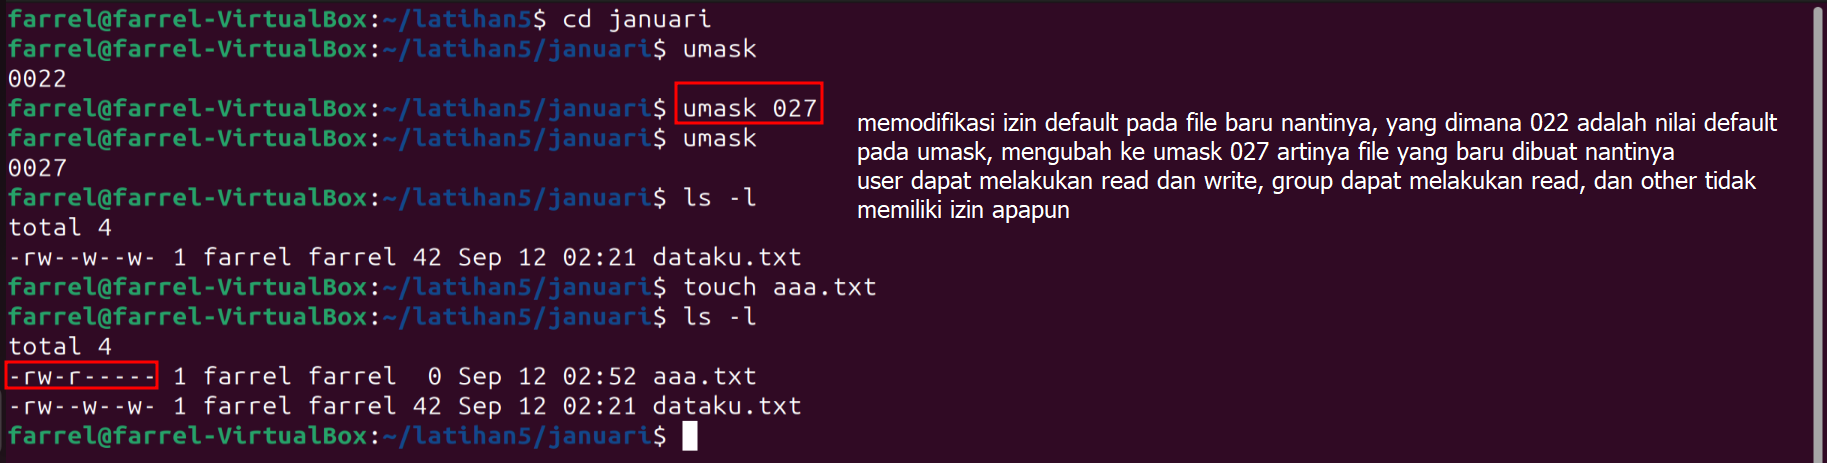 farrel@farrel-VirtualBox:~/latihan5$ cd januari
farrel@farrel-VirtualBox:~/latihan5/januari$ umask
0022
farrel@farrel-VirtualBox:~/latihan5/januari$ umask 027
farrel@farrel-VirtualBox:~/latihan5/januari$ umask
0027
farrel@farrel-VirtualBox:~/latihan5/januari$ ls -l
total 4
-rw--w--w- 1 farrel farrel 42 Sep 12 02:21 dataku.txt
farrel@farrel-VirtualBox:~/latihan5/januari$ touch aaa.txt
farrel@farrel-VirtualBox:~/latihan5/januari$ ls -l
total 4
-rw-r----- 1 farrel farrel  0 Sep 12 02:52 aaa.txt
-rw--w--w- 1 farrel farrel 42 Sep 12 02:21 dataku.txt
farrel@farrel-VirtualBox:~/latihan5/januari$
memodifikasi izin default pada file baru nantinya, yang dimana 022 adalah nilai default
pada umask, mengubah ke umask 027 artinya file yang baru dibuat nantinya
user dapat melakukan read dan write, group dapat melakukan read, dan other tidak
memiliki izin apapun